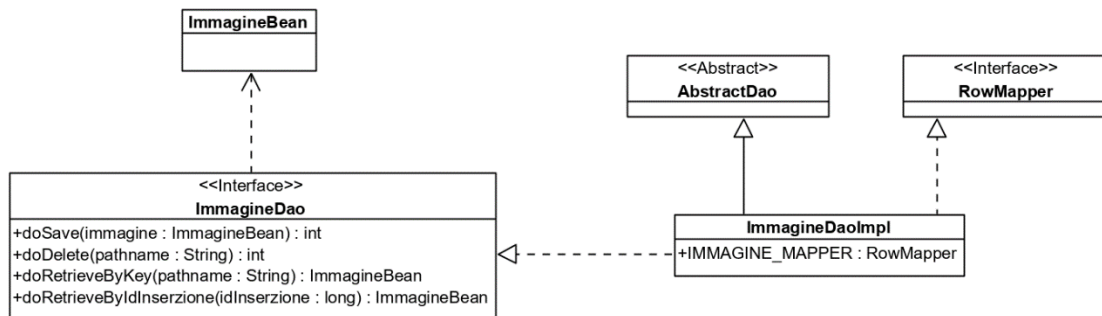 ImmagineBean
<<Abstract>>
AbstractDao
<<Interface>>
RowMapper
<<Interface>>
ImmagineDao
+doSave(immagine : ImmagineBean) : int
+doDelete(pathname : String) : int
+doRetrieveByKey(pathname : String) : ImmagineBean
+doRetrieveByIdInserzione(idInserzione : long) : ImmagineBean
ImmagineDaoImpl
+IMMAGINE_MAPPER : RowMapper